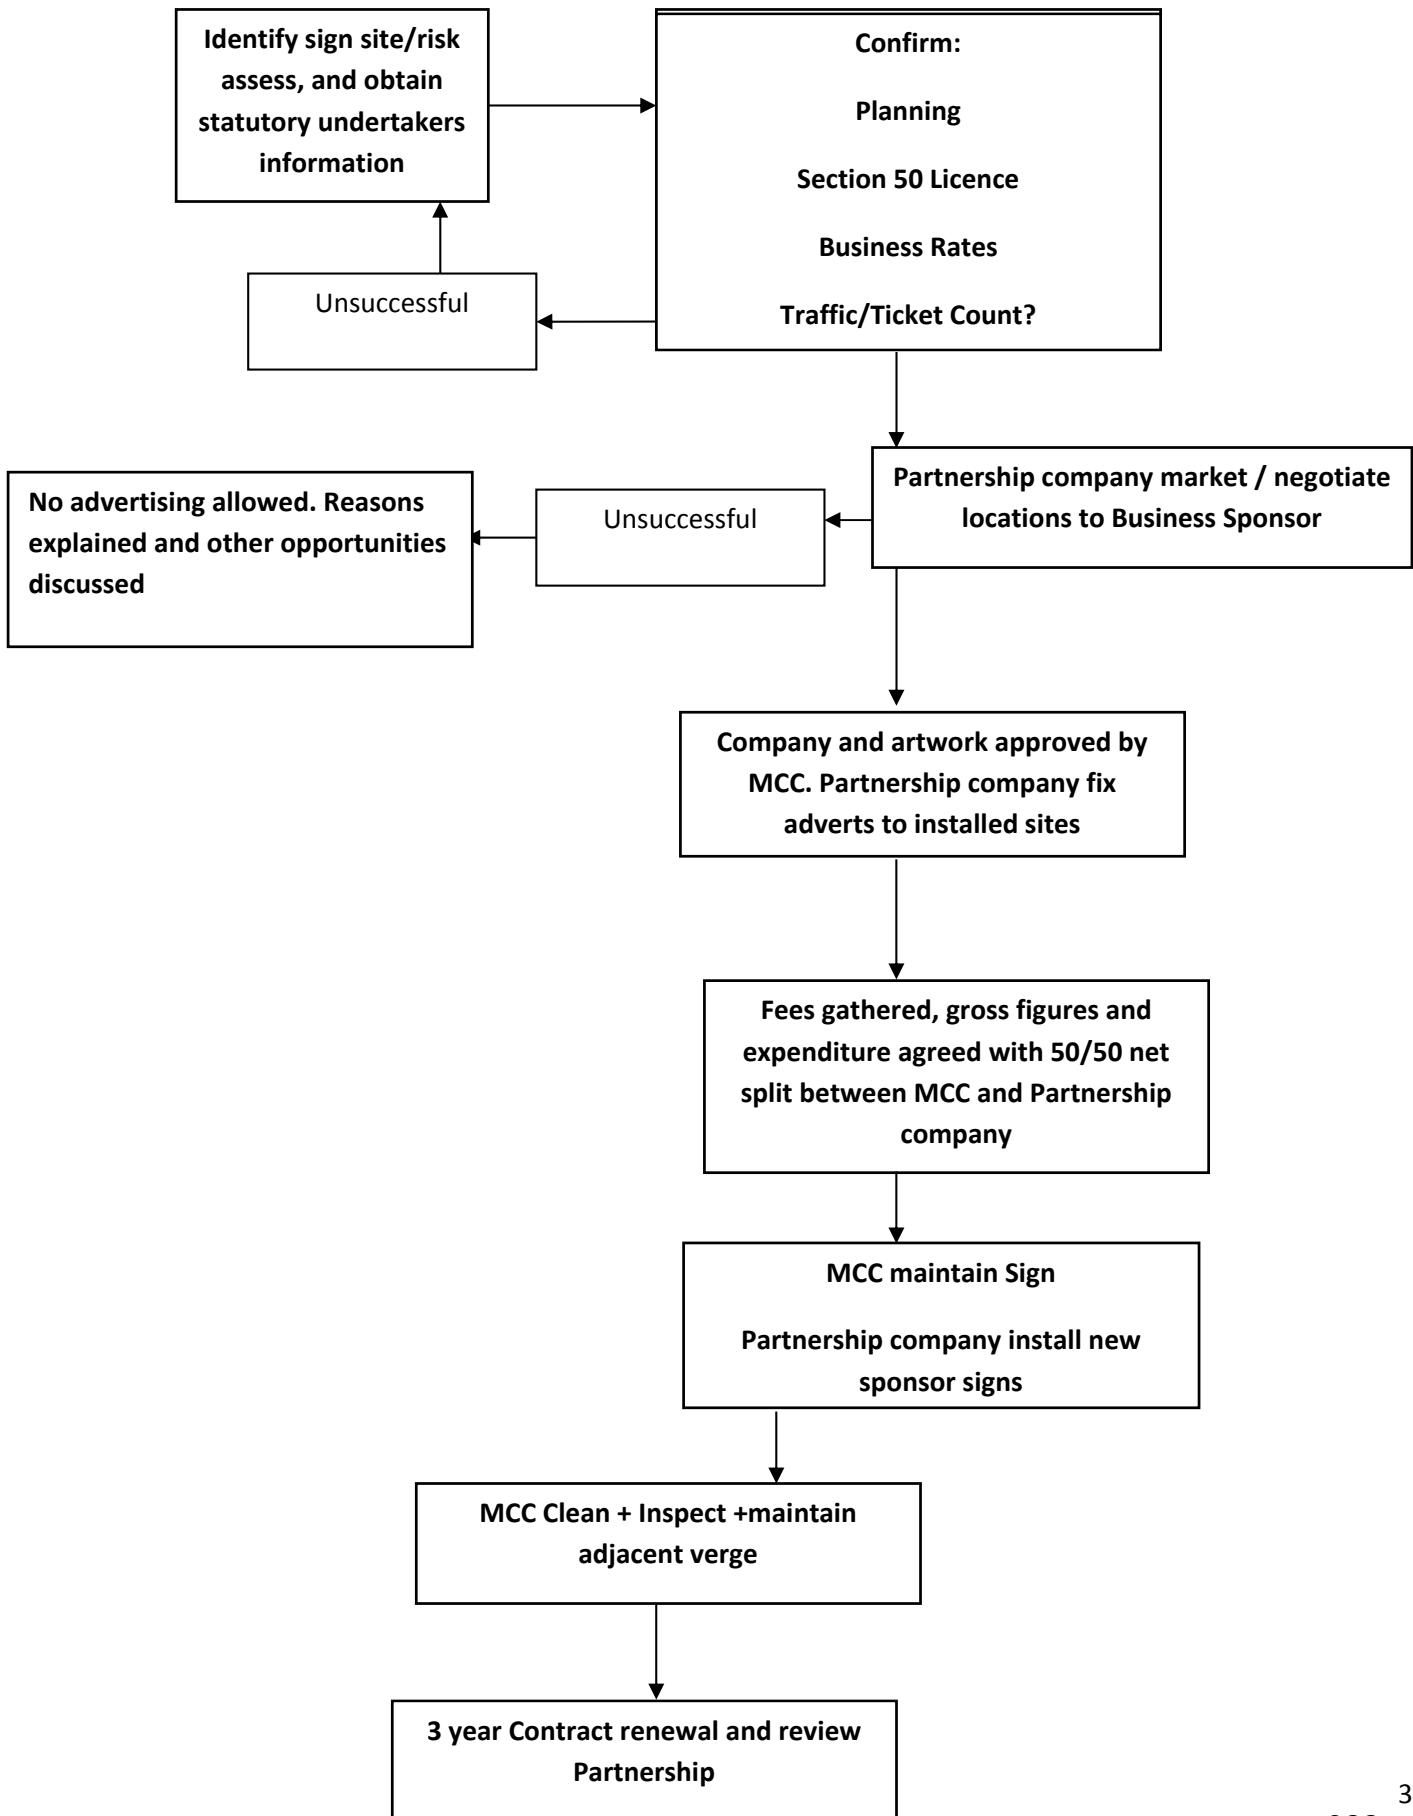 Identify sign site/risk
assess, and obtain
statutory undertakers
information
Confirm:
Planning
Section 50 Licence
Business Rates
Traffic/Ticket Count?
Unsuccessful
Partnership company market / negotiate
locations to Business Sponsor
Unsuccessful
No advertising allowed. Reasons
explained and other opportunities
discussed
Company and artwork approved by
MCC. Partnership company fix
adverts to installed sites
Fees gathered, gross figures and
expenditure agreed with 50/50 net
split between MCC and Partnership
company
MCC maintain Sign
Partnership company install new
sponsor signs
MCC Clean + Inspect +maintain
adjacent verge
3 year Contract renewal and review
Partnership
3